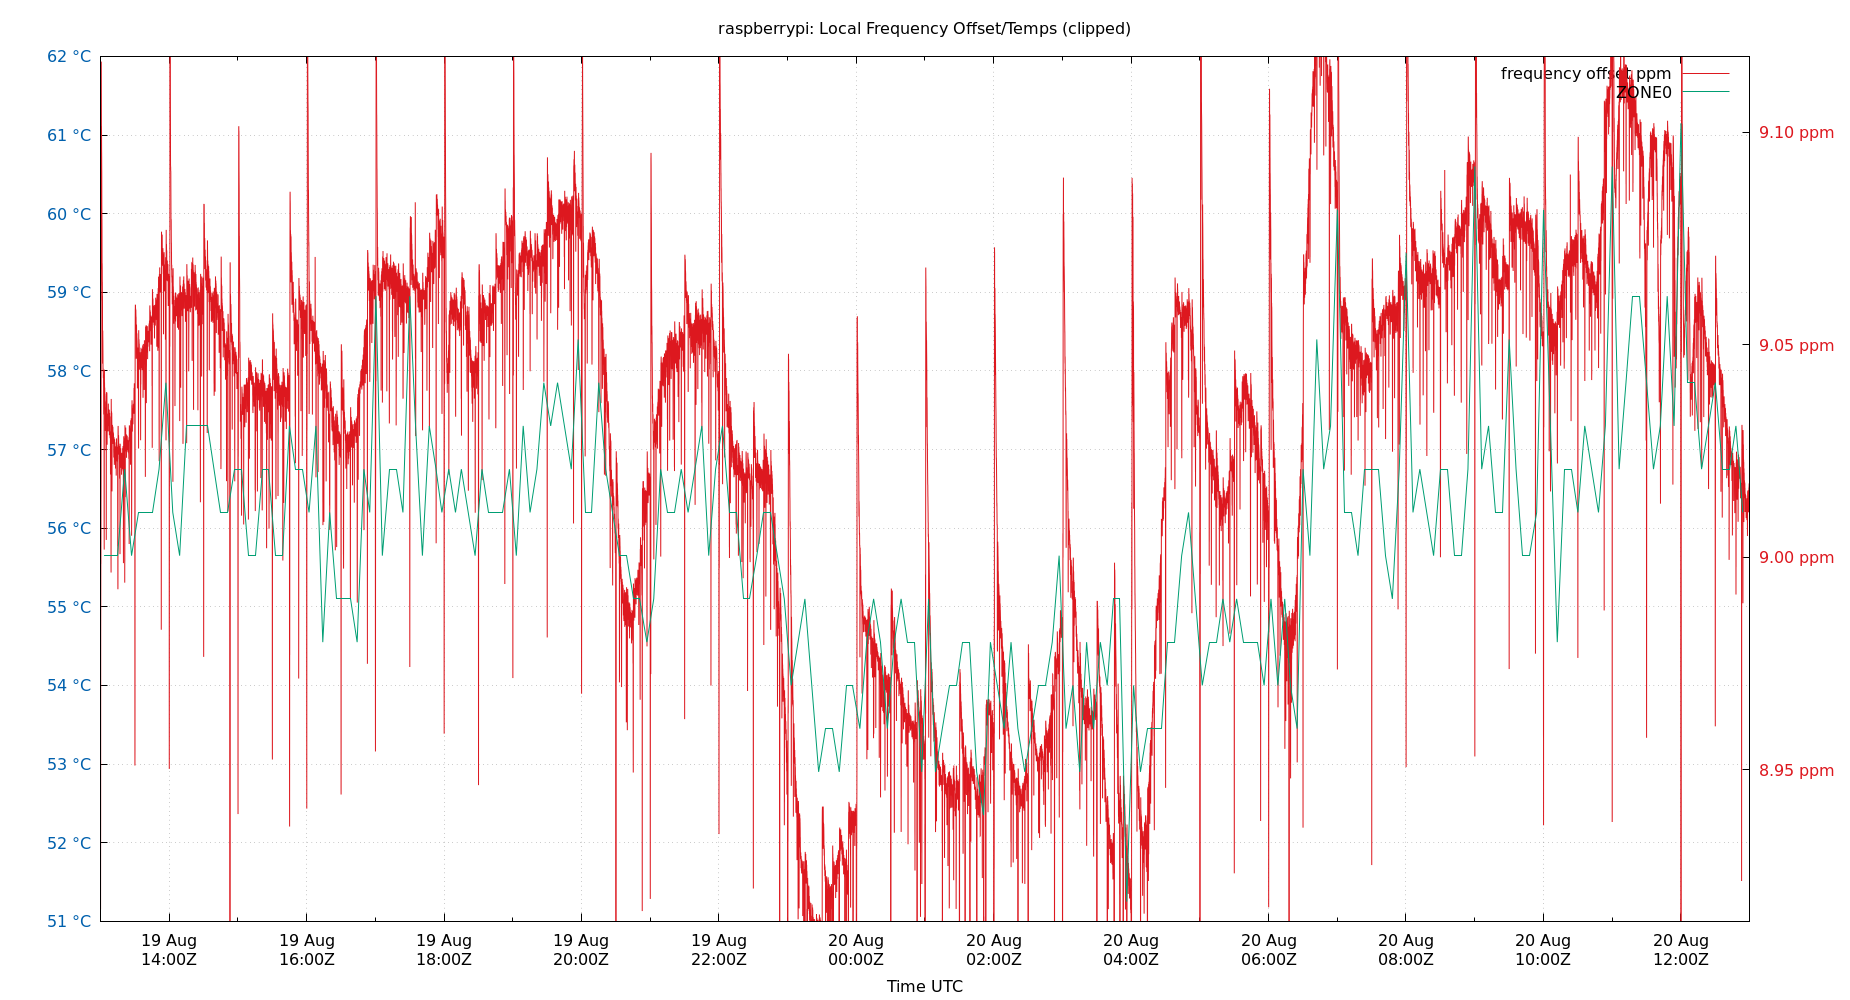 raspberrypi: Local Frequency Offset/Temps (clipped)
62 °C
61 °C
60 °C
59 °C
58 °C
57 °C
56 °C
55 °C
54 °C
53 °C
52 °C
51 °C
frequency offset ppm
ZONE0
9.10 ppm
9.05 ppm
9.00 ppm
8.95 ppm
19 Aug 19 Aug 19 Aug 19 Aug 19 Aug 20 Aug 20 Aug 20 Aug 20 Aug 20 Aug 20 Aug 20 Aug
14:00Z 16:00Z 18:00Z 20:00Z 22:00Z 00:00Z 02:00Z 04:00Z 06:00Z 08:00Z 10:00Z 12:00Z
Time UTC